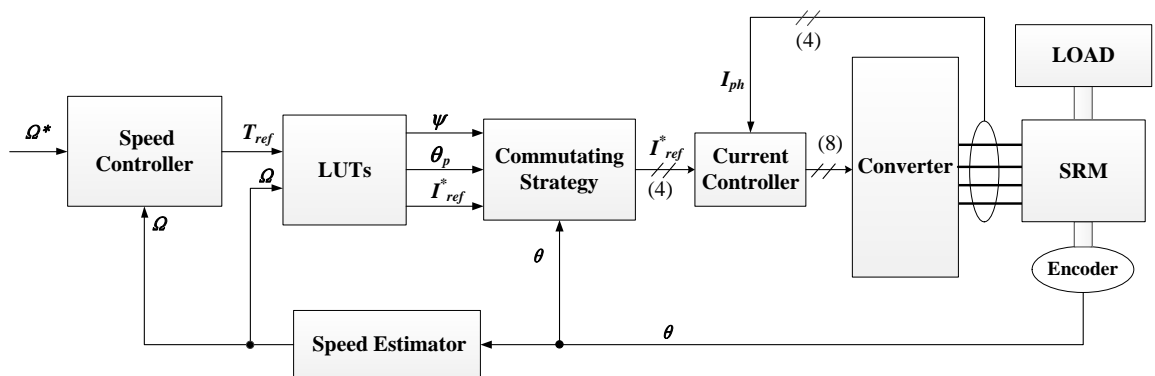 (4)
LOAD
I_ph
Ω*
Speed
Controller
T_ref
Ω
LUTs
ψ
θ_p
I*_ref
Commutating
Strategy
I*_ref
(4)
Current
Controller
(8)
Converter
SRM
Ω
θ
Encoder
Speed Estimator
θ